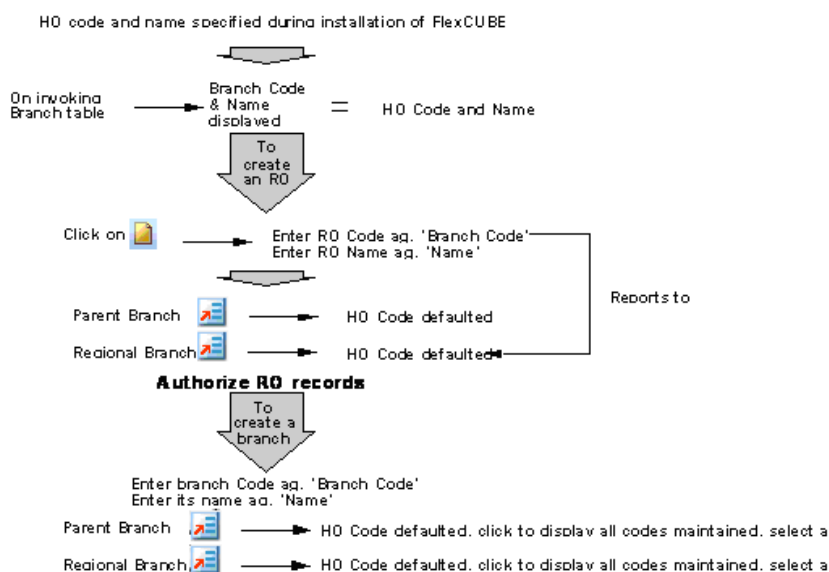 HO code and name specified during installation of FlexCUBE
On invoking
Branch table
Branch Code
& Name
displayed
=
HO Code and Name
To
create
an RO
Click on
Enter RO Code ag. 'Branch Code'
Enter RO Name ag. 'Name'
Reports to
Parent Branch
HO Code defaulted
Regional Branch
HO Code defaulted
Authorize RO records
To
create a
branch
Enter branch Code ag. 'Branch Code'
Enter its name ag. 'Name'
Parent Branch
HO Code defaulted. click to display all codes maintained. select a
Regional Branch
HO Code defaulted. click to display all codes maintained. select a